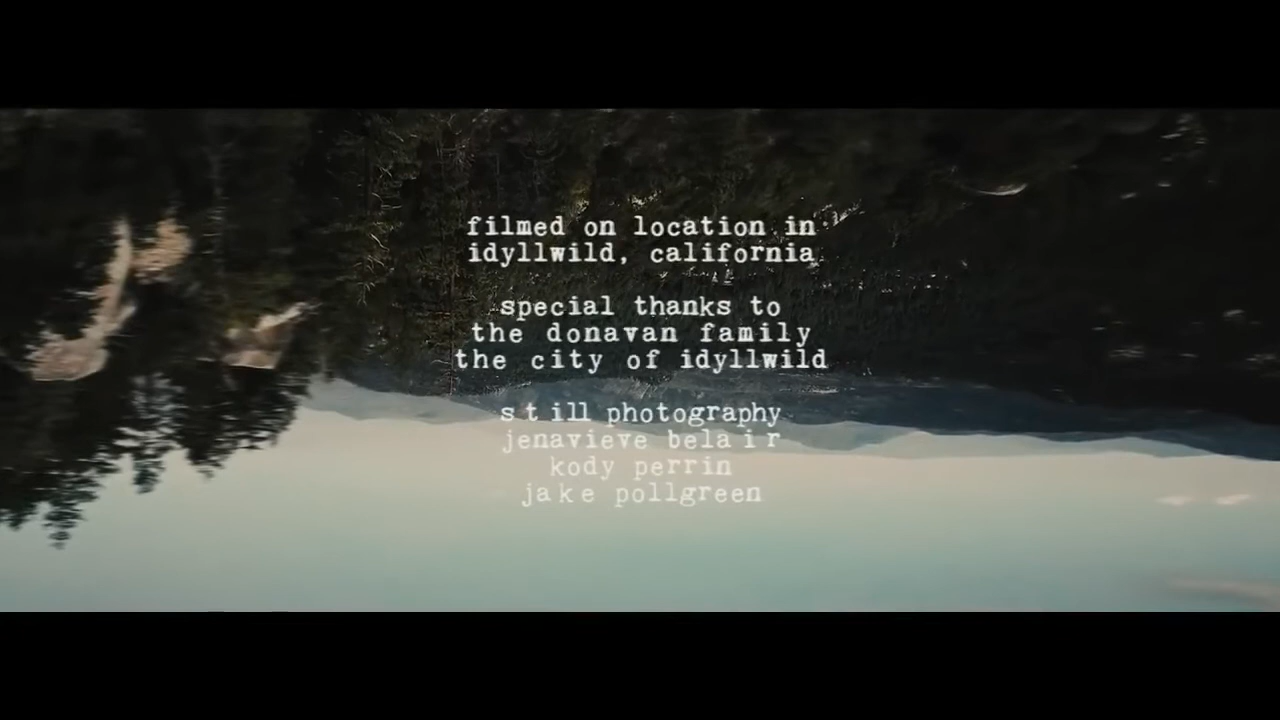 filmed on location in
idyllwild, california
special thanks to
the donavan family
the city of idyllwild
still photography
jenavieve belair
kody perrin
jake pollgreen